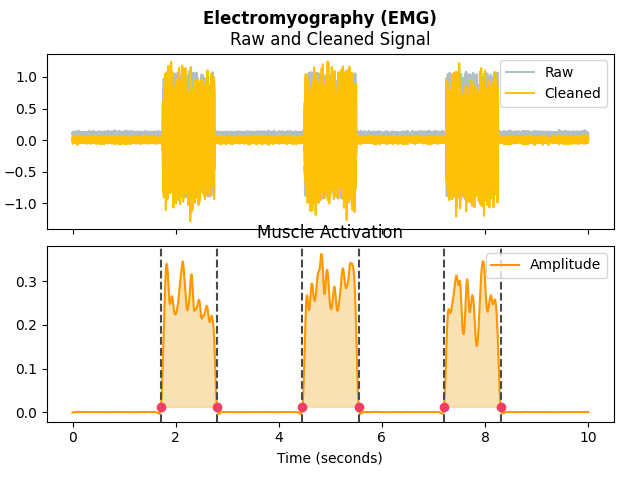 Electromyography (EMG)
Raw and Cleaned Signal
1.0
0.5
0.0
−0.5
−1.0
Raw
Cleaned
Muscle Activation
0.3
0.2
0.1
0.0
Amplitude
0 2 4 6 8 10
Time (seconds)